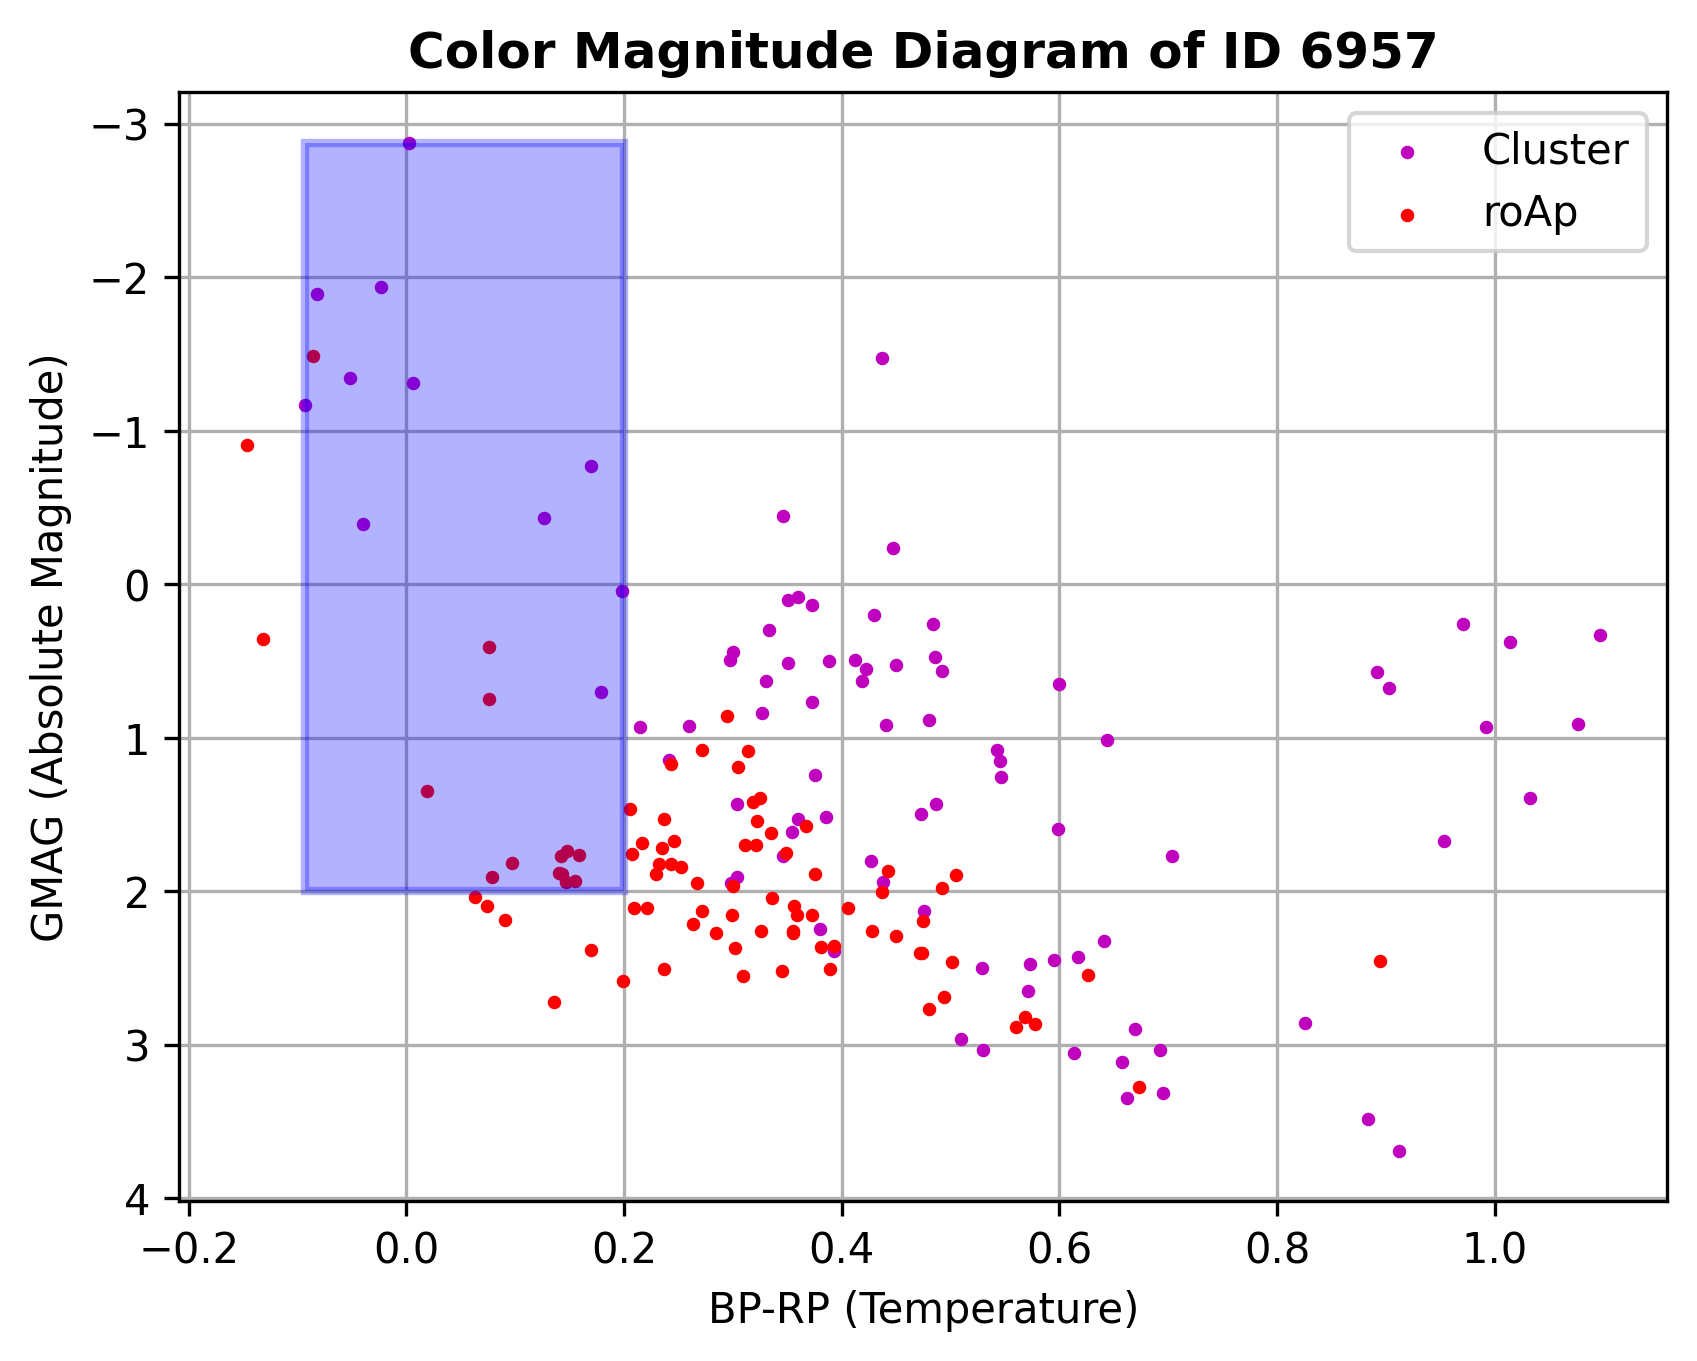 Color Magnitude Diagram of ID 6957
Cluster
roAp
GMAG (Absolute Magnitude)
−3
−2
−1
0
1
2
3
4
−0.2 0.0 0.2 0.4 0.6 0.8 1.0
BP-RP (Temperature)